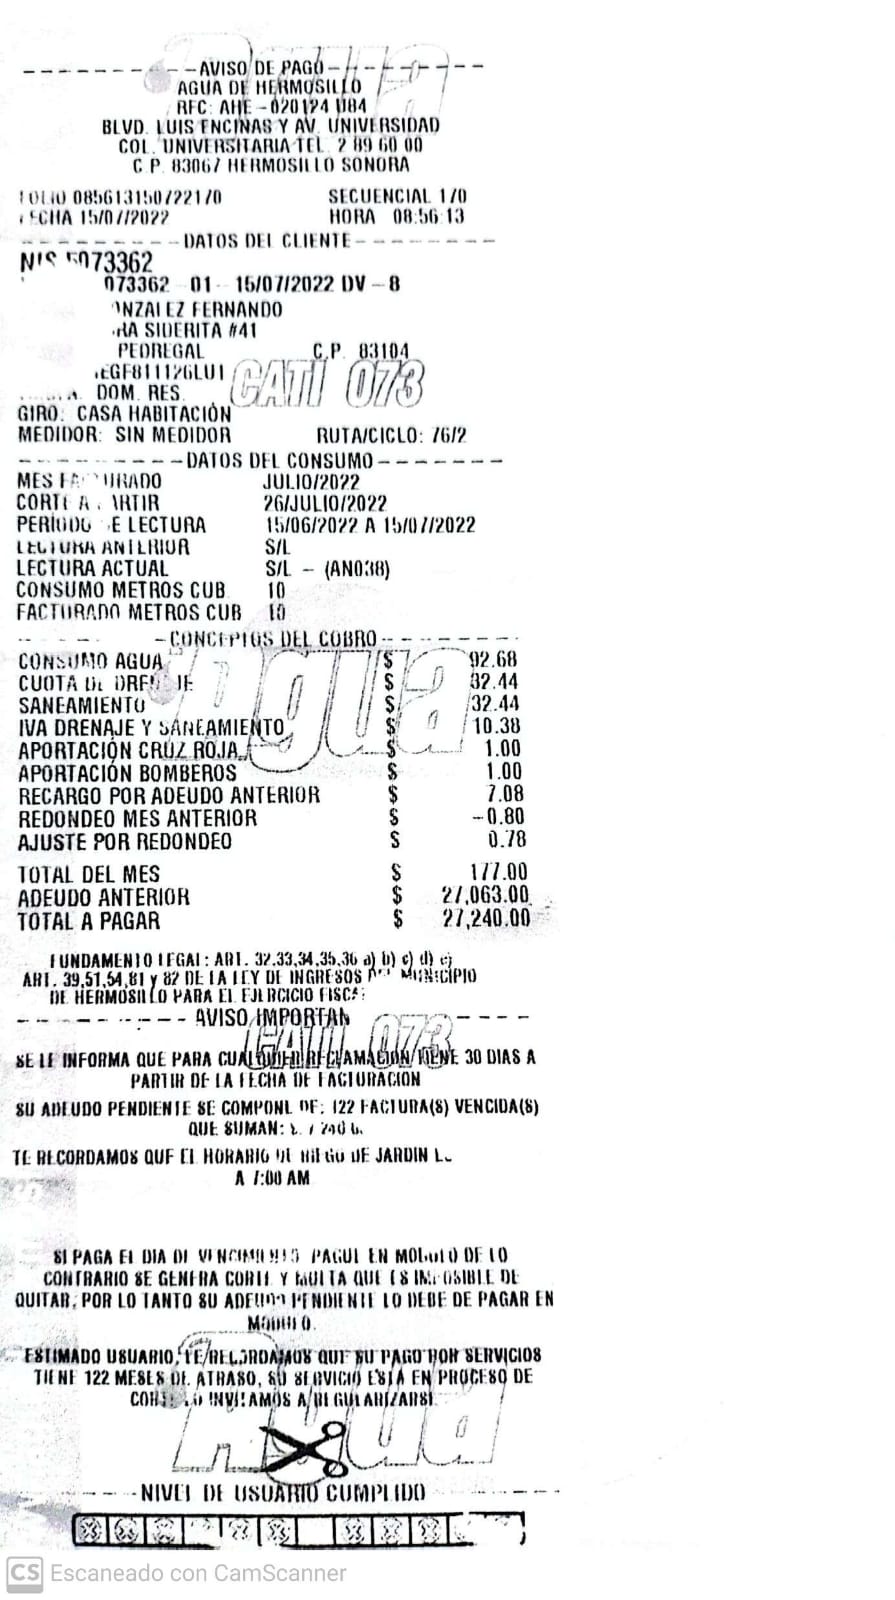 AVISO DE PAGO
AGUA DE HERMOSILLO
RFC: AHE-020124 U84
BLVD. LUIS ENCINAS Y AV. UNIVERSIDAD
COL. UNIVERSITARIA TEL. 2 89 60 00
C.P. 83067 HERMOSILLO SONORA
FOLIO 085613150722170 SECUENCIAL 170
FECHA 15/07/2022 HORA 08:56:13
DATOS DEL CLIENTE
NIS 5073362
073362 - 01 - 15/07/2022 DV - 8
ONZALEZ FERNANDO
RA SIDERITA #41
PEDREGAL C.P. 83104
EGF811126LU1
CATI 073
DOM. RES.
GIRO: CASA HABITACIÓN
MEDIDOR: SIN MEDIDOR RUTA/CICLO: 76/2
DATOS DEL CONSUMO
MES FACTURADO JULIO/2022
CORTE A PARTIR 26/JULIO/2022
PERÍODO DE LECTURA 15/06/2022 A 15/07/2022
LECTURA ANTERIOR S/L
LECTURA ACTUAL S/L - (AN038)
CONSUMO METROS CUB 10
FACTURADO METROS CUB 10
CONCEPTOS DEL COBRO
Agua
CONSUMO AGUA $ 92.68
CUOTA DE DRENAJE $ 32.44
SANEAMIENTO $ 32.44
IVA DRENAJE Y SANEAMIENTO $ 10.38
APORTACIÓN CRUZ ROJA $ 1.00
APORTACIÓN BOMBEROS $ 1.00
RECARGO POR ADEUDO ANTERIOR $ 7.08
REDONDEO MES ANTERIOR $ -0.80
AJUSTE POR REDONDEO $ 0.78
TOTAL DEL MES $ 177.00
ADEUDO ANTERIOR $ 27,063.00
TOTAL A PAGAR $ 27,240.00
FUNDAMENTO LEGAL: ART. 32,33,34,35,36 a) b) c) d) e)
ART. 39,51,54,81 y 82 DE LA LEY DE INGRESOS DEL MUNICIPIO
DE HERMOSILLO PARA EL EJERCICIO FISCAL
AVISO IMPORTAN
CATI 073
SE LE INFORMA QUE PARA CUALQUIER RECLAMACION TIENE 30 DIAS A
PARTIR DE LA FECHA DE FACTURACION
SU ADEUDO PENDIENTE SE COMPONE DE: 122 FACTURA(S) VENCIDA(S)
QUE SUMAN:
TE RECORDAMOS QUE EL HORARIO DE RIEGO DE JARDIN
A 7:00 AM
SI PAGA EL DIA DE VENCIMIENTO PAGUE EN MODULO DE LO
CONTRARIO SE GENERA CORTE Y MULTA QUE ES IMPOSIBLE DE
QUITAR, POR LO TANTO SU ADEUDO PENDIENTE LO DEBE DE PAGAR EN
MODULO.
ESTIMADO USUARIO, LE RECORDAMOS QUE SU PAGO POR SERVICIOS
TIENE 122 MESES DE ATRASO, SU SERVICIO ESTA EN PROCESO DE
CORTE LO INVITAMOS A REGULARIZARSE
Agua
NIVEL DE USUARIO CUMPLIDO
CS Escaneado con CamScanner